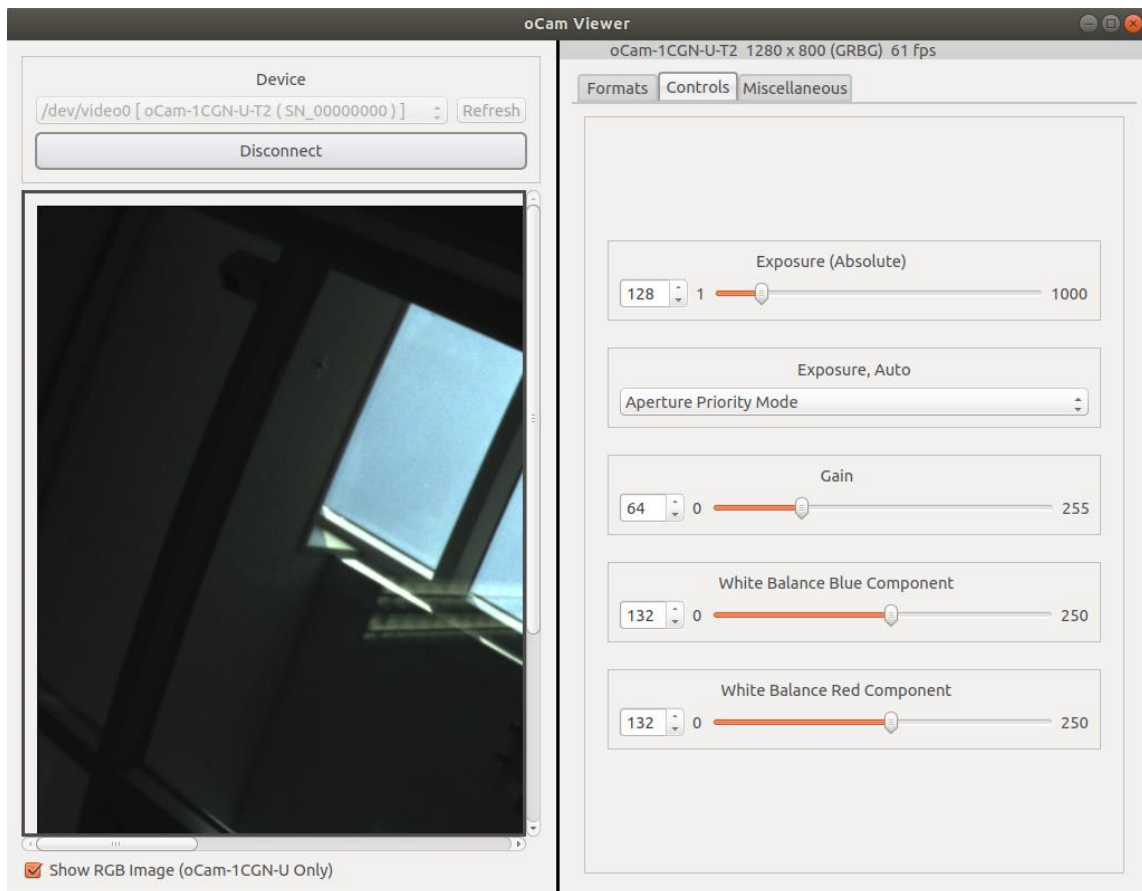 oCam Viewer
Device
/dev/video0 [ oCam-1CGN-U-T2 ( SN_00000000 ) ]
Refresh
Disconnect
Show RGB Image (oCam-1CGN-U Only)
oCam-1CGN-U-T2 1280 x 800 (GRBG) 61 fps
Formats
Controls
Miscellaneous
Exposure (Absolute)
128 1 1000
Exposure, Auto
Aperture Priority Mode
Gain
64 0 255
White Balance Blue Component
132 0 250
White Balance Red Component
132 0 250